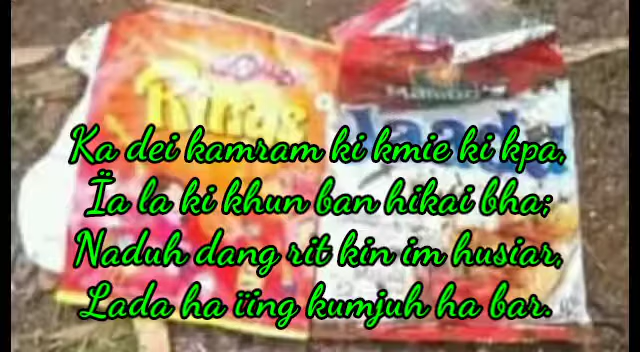 Ka dei kamram ki kmie ki kpa,
Ïa la ki khun ban hikai bha;
Naduh dang rit kin im husiar,
Lada ha ïing kumjuh ha bar.